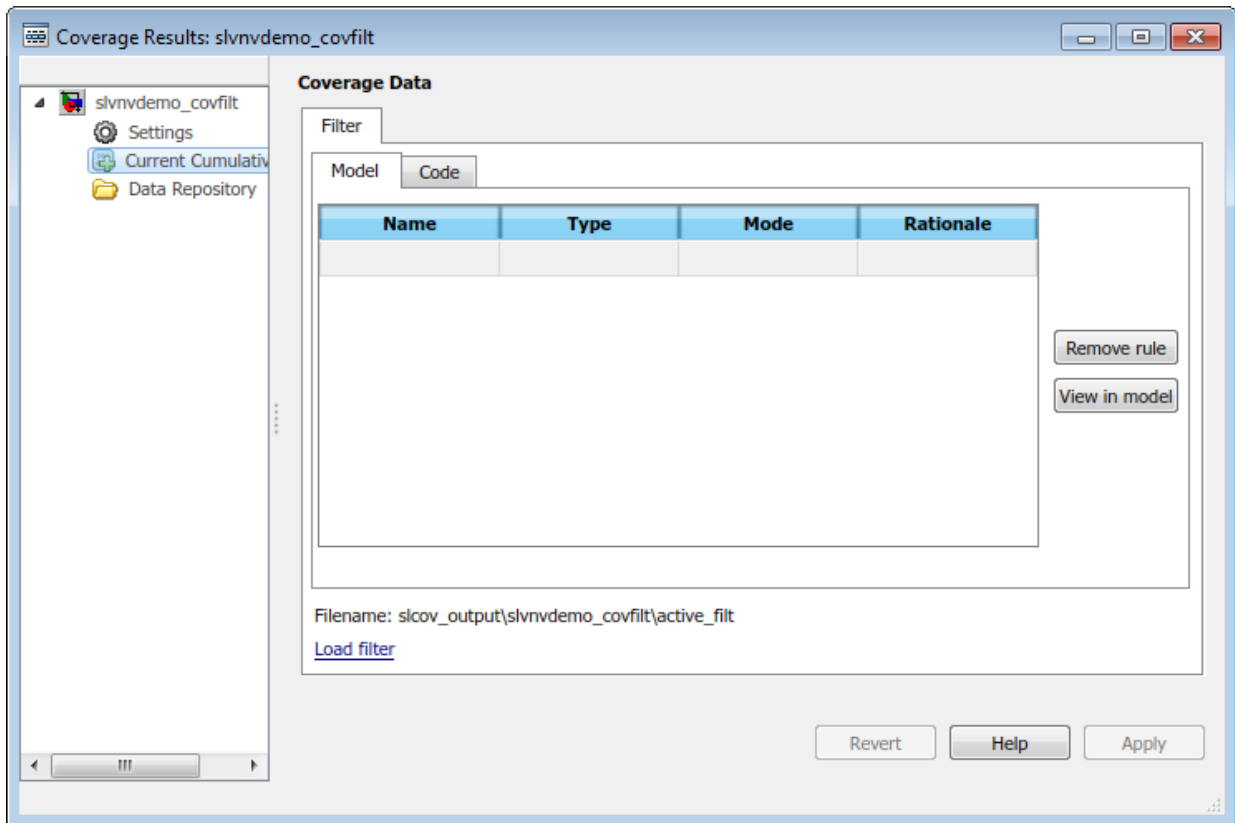 Coverage Results: slvnvdemo_covfilt
slvnvdemo_covfilt
Settings
Current Cumulativ
Data Repository
Coverage Data
Filter
Model Code
Name Type Mode Rationale
Remove rule
View in model
Filename: slcov_output\slvnvdemo_covfilt\active_filt
Load filter
Revert Help Apply